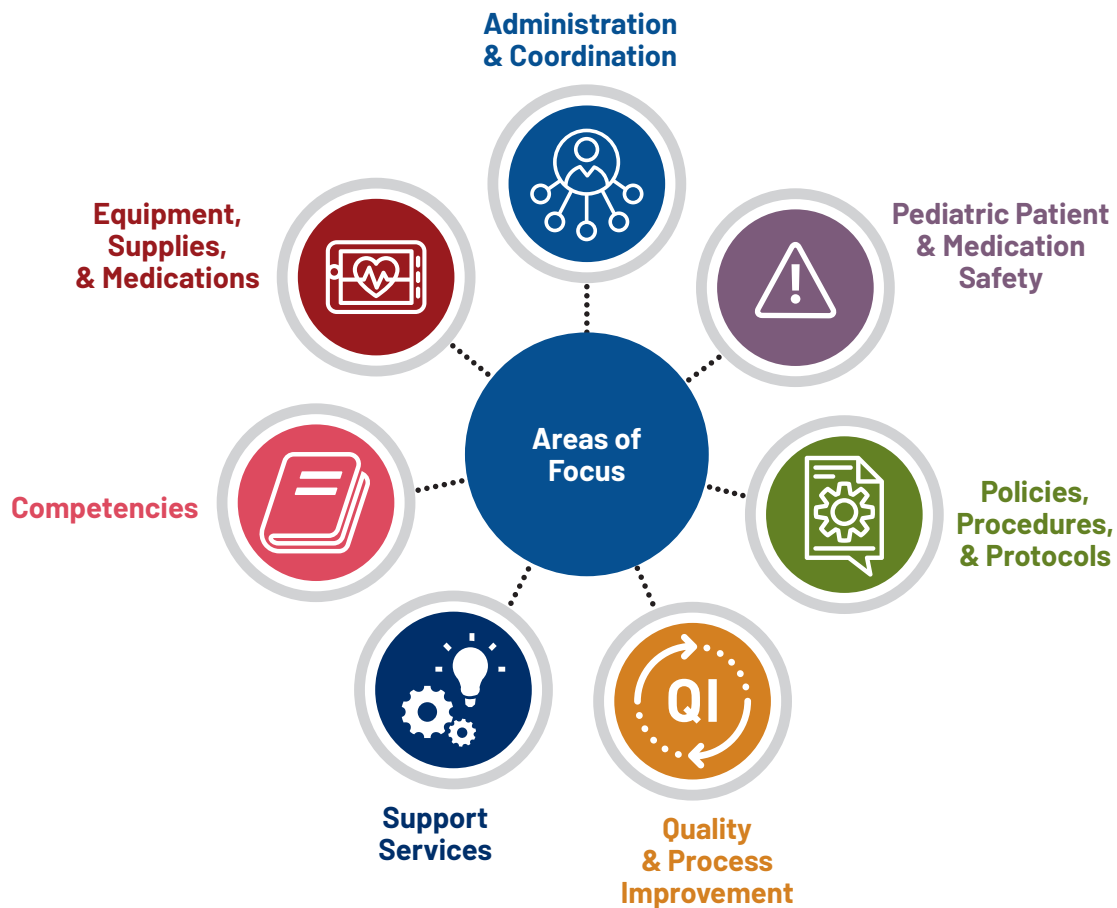 Administration
& Coordination
Pediatric Patient
& Medication
Safety
Policies,
Procedures,
& Protocols
QI
Quality
& Process
Improvement
Support
Services
Competencies
Equipment,
Supplies,
& Medications
Areas of
Focus